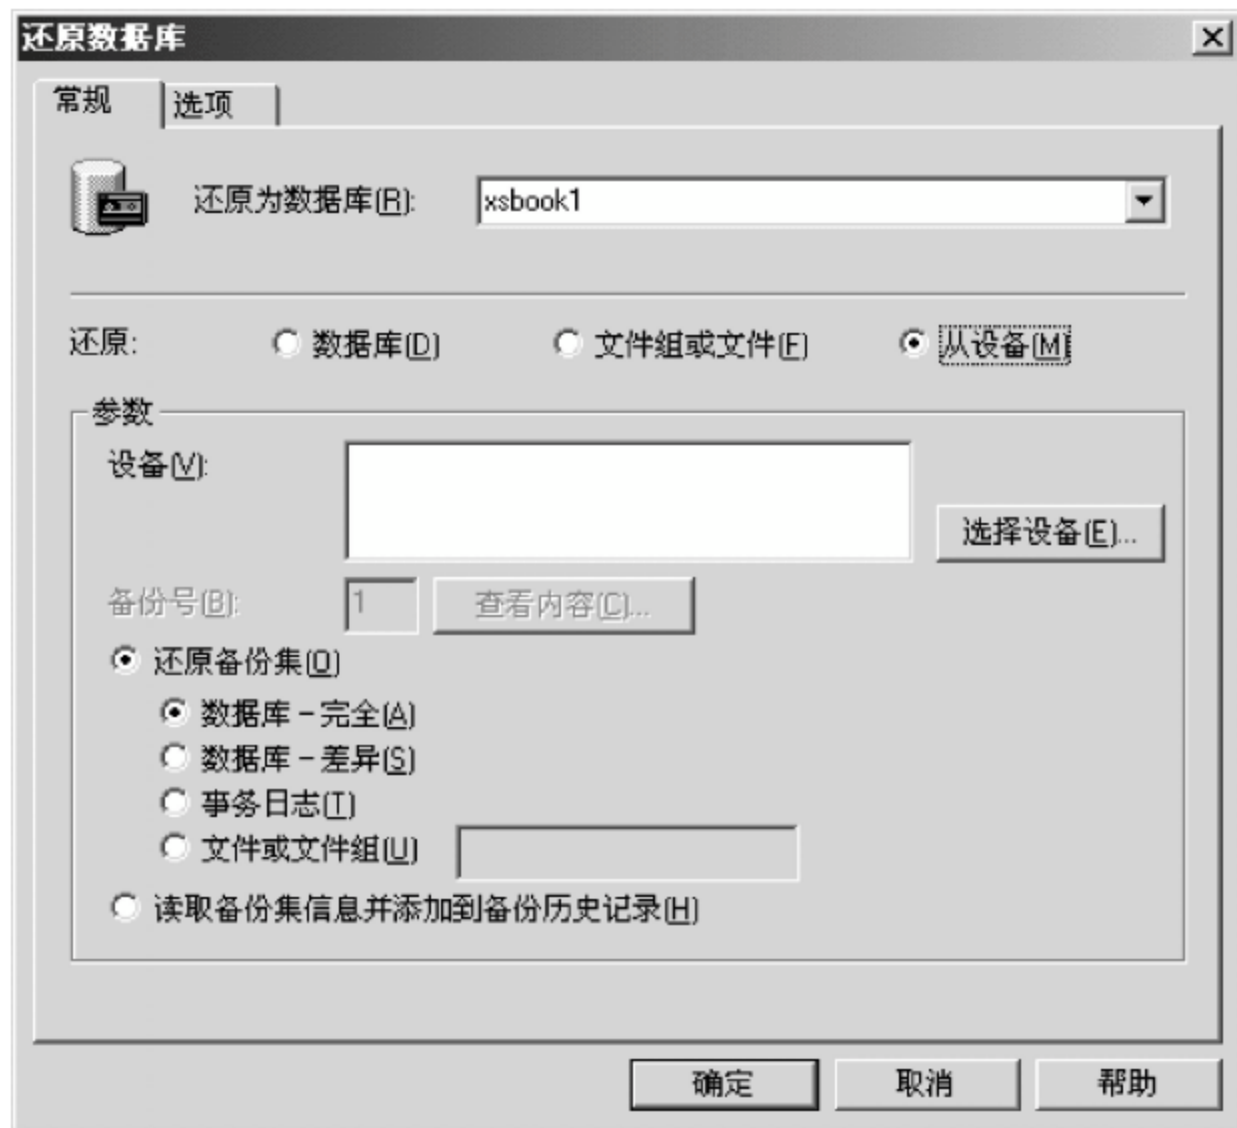 还原数据库
常规 选项
还原为数据库(R): xsbook1
还原: 数据库(D) 文件组或文件(F) 从设备(M)
参数
设备(V):
选择设备(E)...
备份号(B): 1 查看内容(C)...
还原备份集(O)
数据库 - 完全(A)
数据库 - 差异(S)
事务日志(T)
文件或文件组(U)
读取备份集信息并添加到备份历史记录(H)
确定 取消 帮助